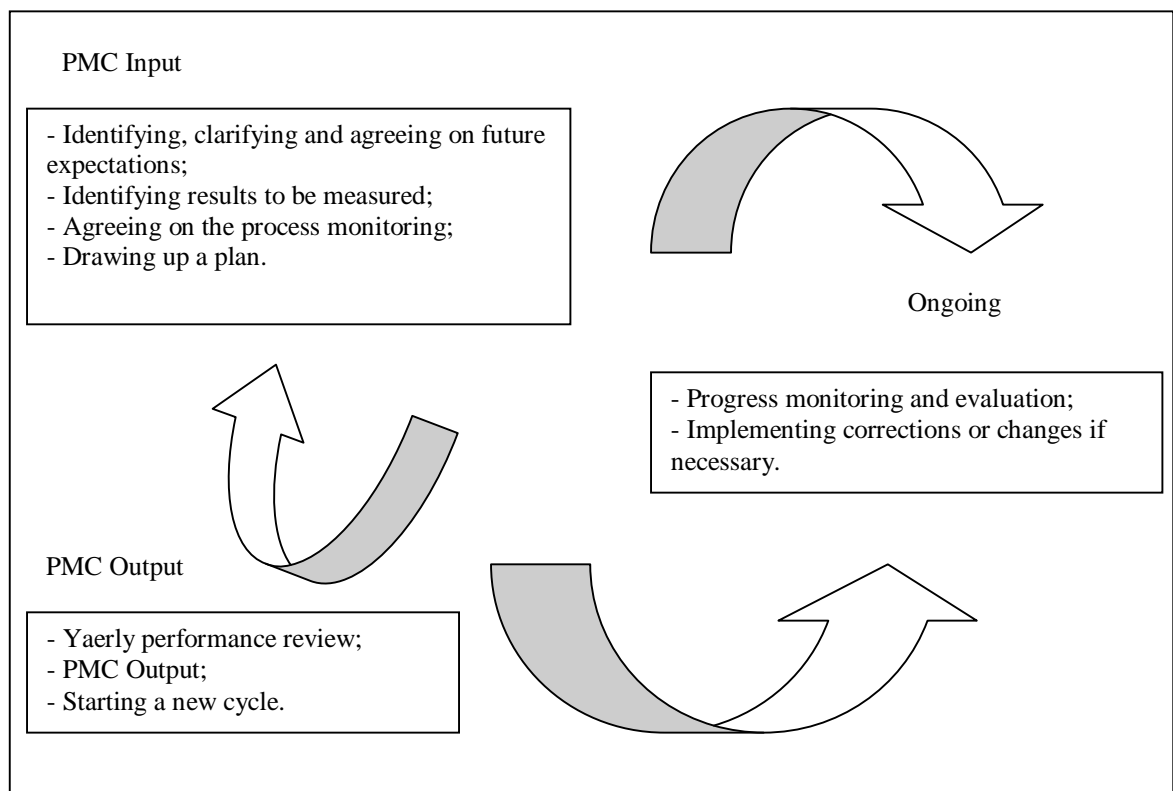 PMC Input
- Identifying, clarifying and agreeing on future
expectations;
- Identifying results to be measured;
- Agreeing on the process monitoring;
- Drawing up a plan.
Ongoing
- Progress monitoring and evaluation;
- Implementing corrections or changes if
necessary.
PMC Output
- Yaerly performance review;
- PMC Output;
- Starting a new cycle.